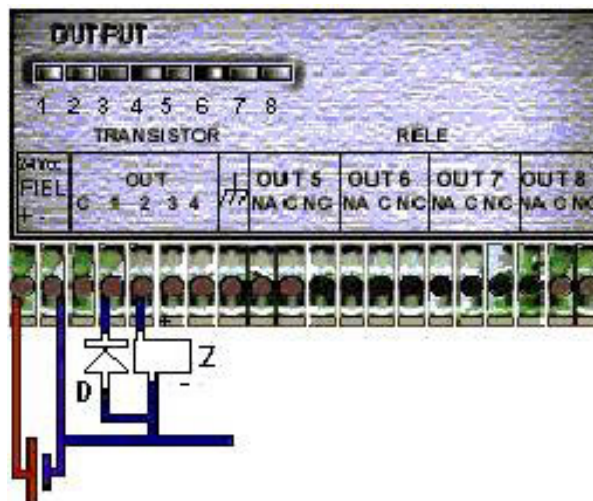 OUTPUT
1 2 3 4 5 6 7 8
TRANSISTOR RELE
24Vcc OUT OUT 5 OUT 6 OUT 7 OUT 8
FIEL
+ - C 1 2 3 4 NA C NC NA C NC NA C NC NA C NC
+
D Z
-